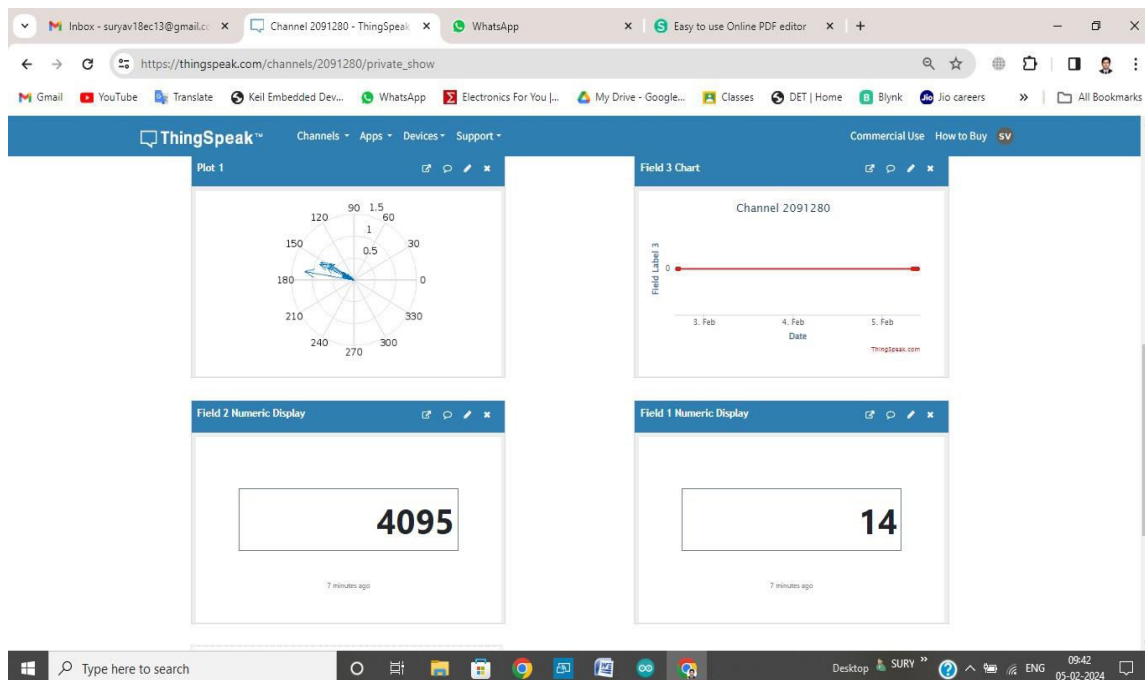 Inbox - suryav18ec13@gmail.cc
Channel 2091280 - ThingSpeak
WhatsApp
Easy to use Online PDF editor
https://thingspeak.com/channels/2091280/private_show
Gmail
YouTube
Translate
Keil Embedded Dev...
WhatsApp
Electronics For You |...
My Drive - Google...
Classes
DET | Home
Blynk
Jio careers
»
All Bookmarks
ThingSpeak™
Channels
Apps
Devices
Support
Commercial Use
How to Buy
SV
Plot 1
90
1.5
120
60
1
150
0.5
30
180
0
210
330
240
300
270
Field 3 Chart
Channel 2091280
Field Label 3
0
3. Feb
4. Feb
5. Feb
Date
ThingSpeak.com
Field 2 Numeric Display
4095
7 minutes ago
Field 1 Numeric Display
14
7 minutes ago
Type here to search
Desktop
SURY
»
ENG
09:42
05-02-2024